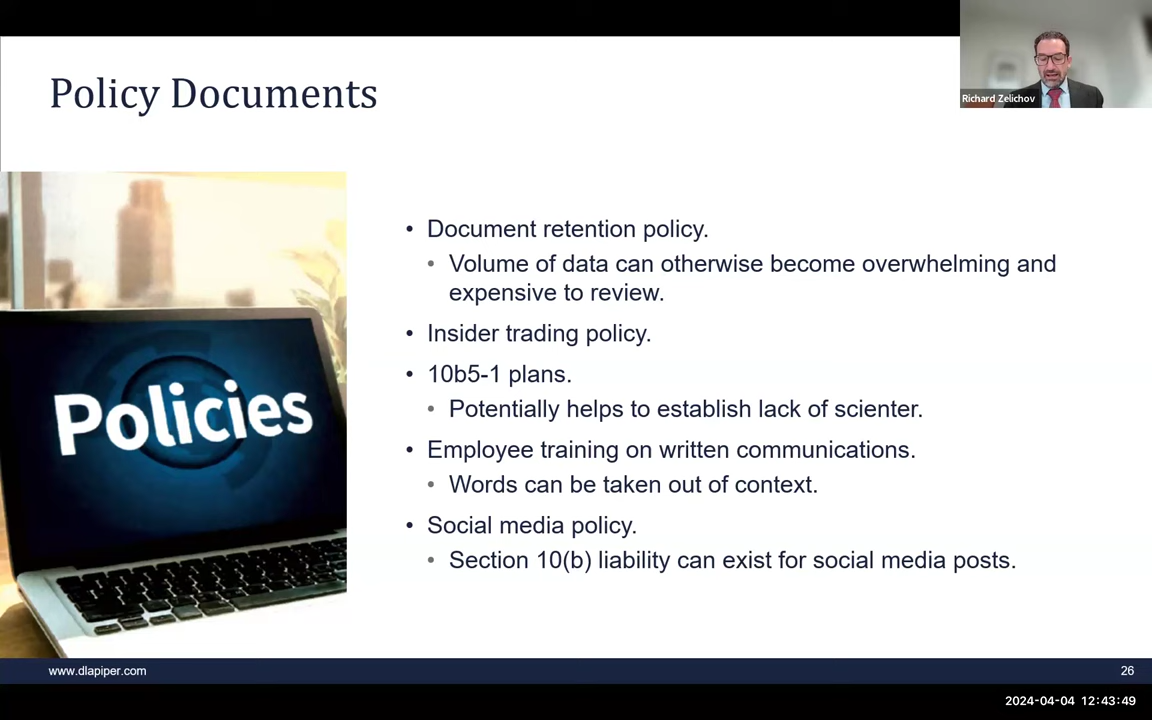 Policy Documents
Richard Zelichov
Policies
• Document retention policy.
• Volume of data can otherwise become overwhelming and
expensive to review.
• Insider trading policy.
• 10b5-1 plans.
• Potentially helps to establish lack of scienter.
• Employee training on written communications.
• Words can be taken out of context.
• Social media policy.
• Section 10(b) liability can exist for social media posts.
www.dlapiper.com
26
2024-04-04 12:43:49